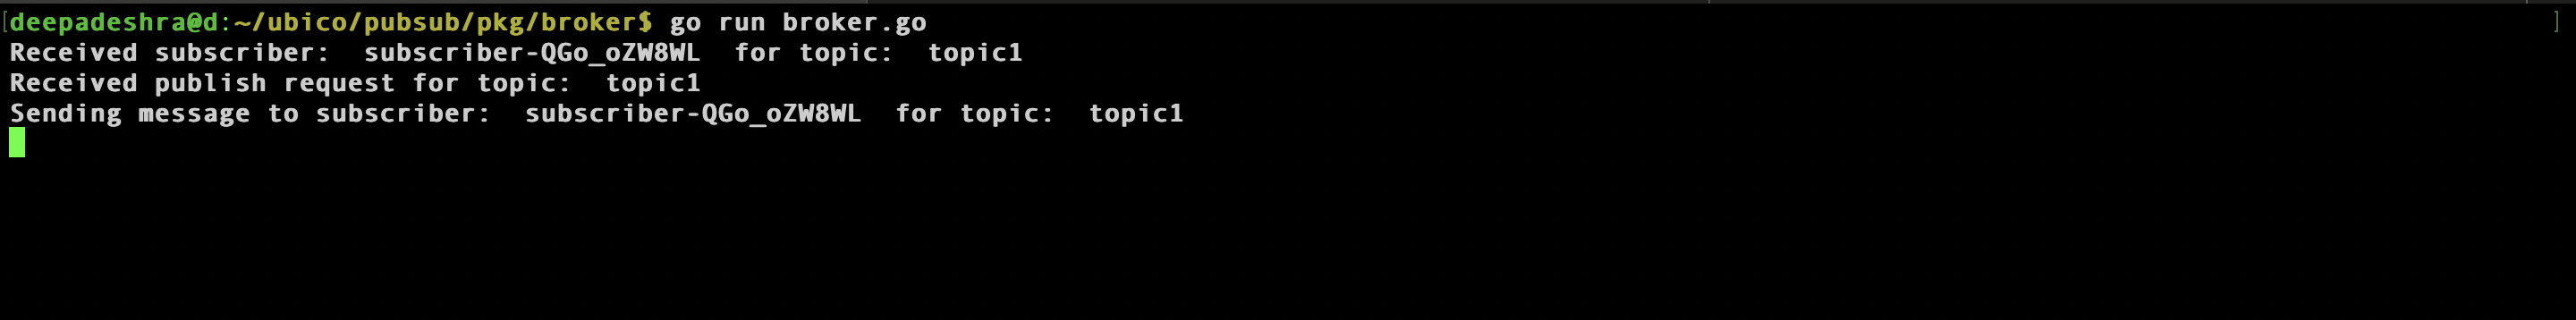 [deepadeshra@d:~/ubico/pubsub/pkg/broker$ go run broker.go ]
Received subscriber:  subscriber-QGo_oZW8WL  for topic:  topic1
Received publish request for topic:  topic1
Sending message to subscriber:  subscriber-QGo_oZW8WL  for topic:  topic1